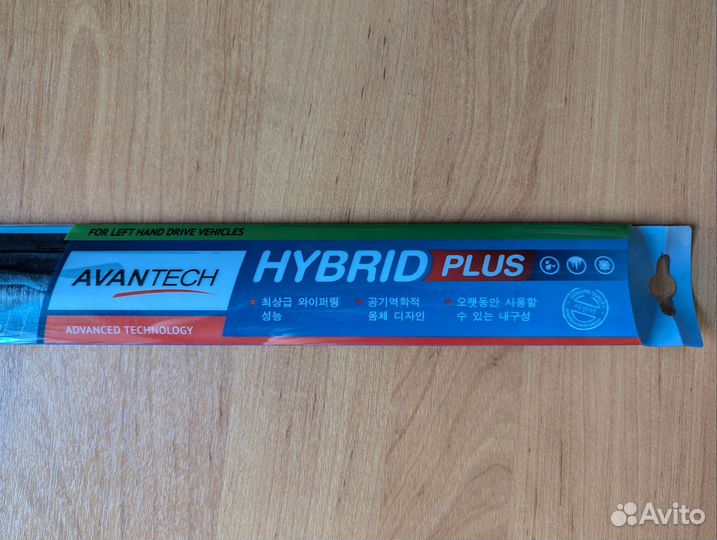 FOR LEFT HAND DRIVE VEHICLES
AVANTECH
ADVANCED TECHNOLOGY
HYBRID PLUS
최상급 와이퍼링
성능
공기역학적
몸체 디자인
오랫동안 사용할
수 있는 내구성
Avito